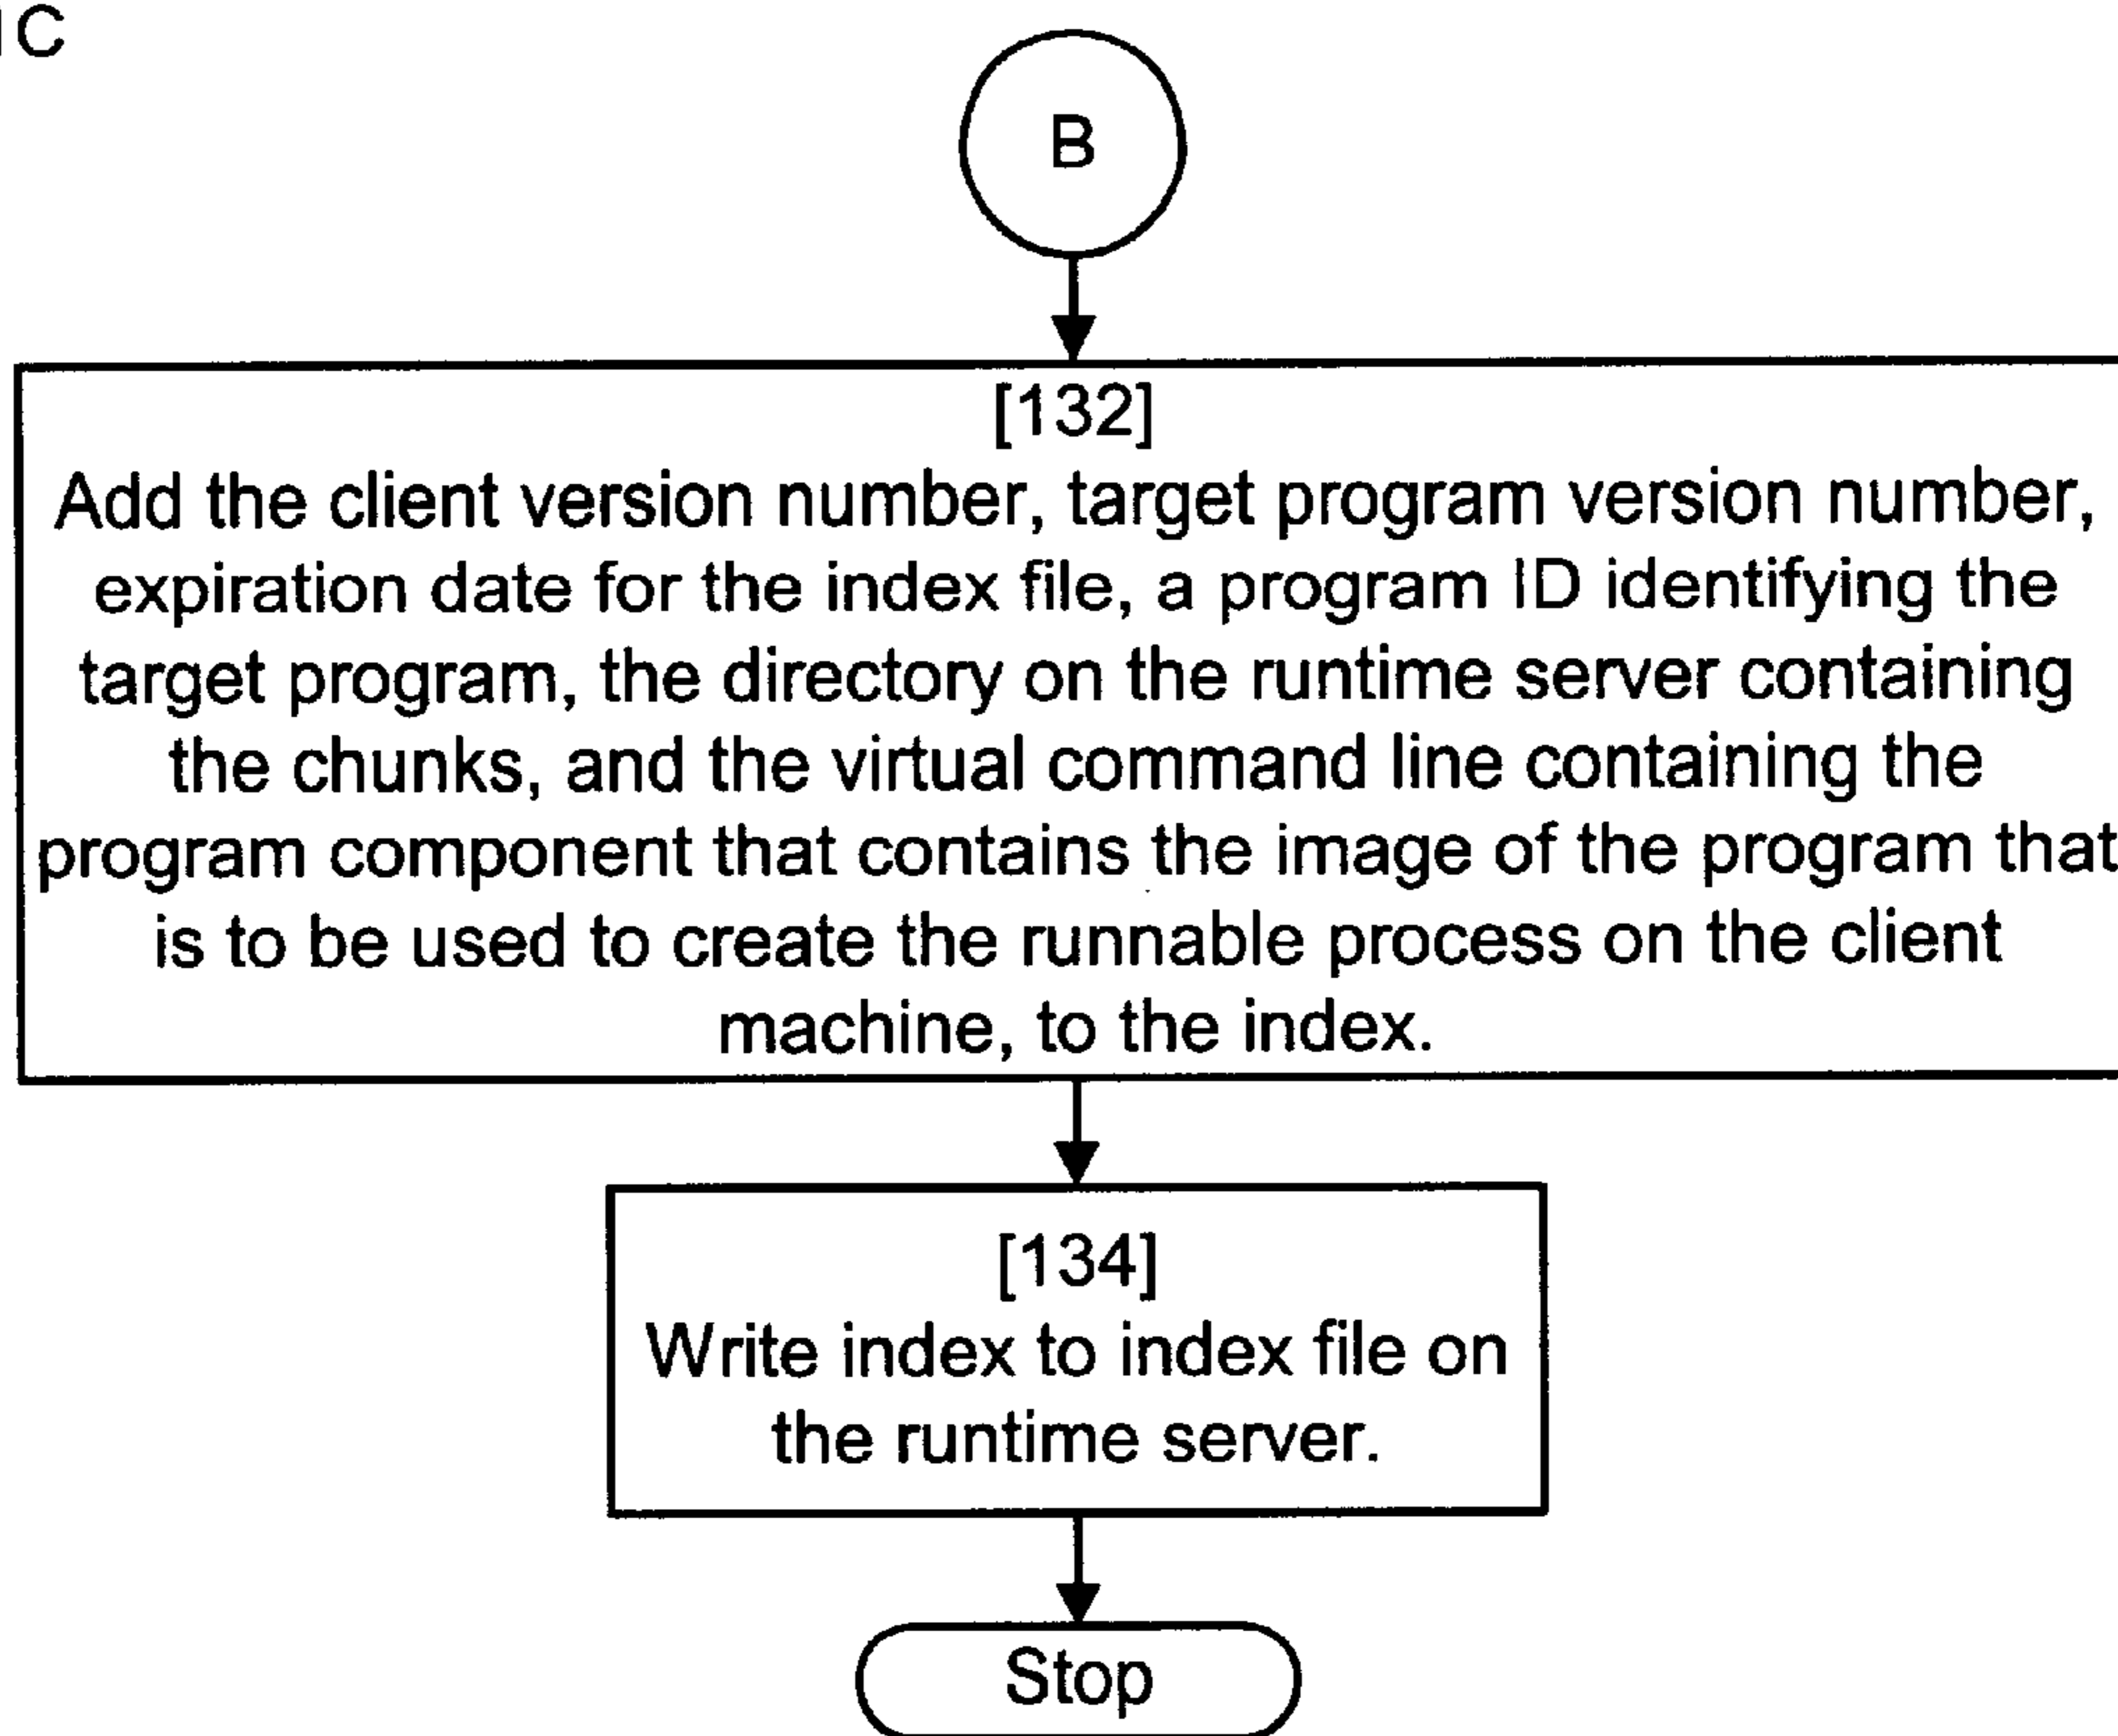 1C
B
[132]
Add the client version number, target program version number,
expiration date for the index file, a program ID identifying the
target program, the directory on the runtime server containing
the chunks, and the virtual command line containing the
program component that contains the image of the program that
is to be used to create the runnable process on the client
machine, to the index.
[134]
Write index to index file on
the runtime server.
Stop